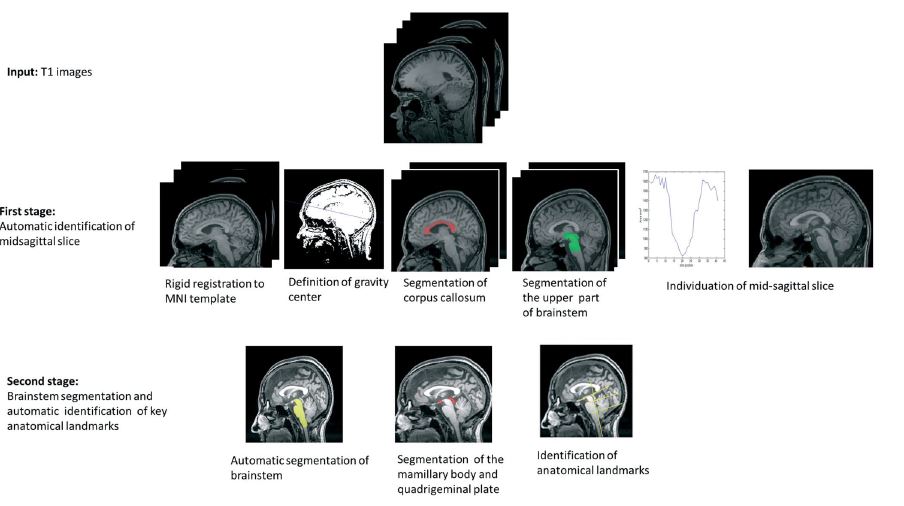 Input: T1 images
First stage:
Automatic identification of
midsagittal slice
Rigid registration to
MNI template
Definition of gravity
center
Segmentation of
corpus callosum
Segmentation of
the upper part
of brainstem
Individuation of mid-sagittal slice
Second stage:
Brainstem segmentation and
automatic identification of key
anatomical landmarks
Automatic segmentation of
brainstem
Segmentation of the
mamillary body and
quadrigeminal plate
Identification of
anatomical landmarks